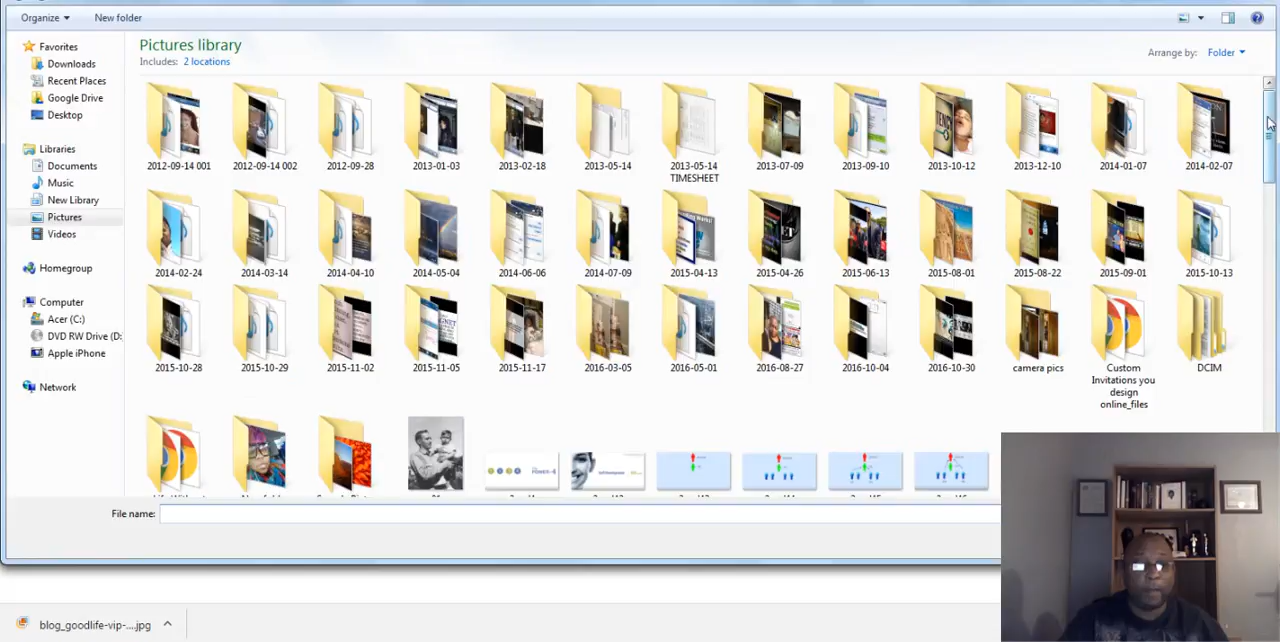 Organize New folder
Favorites
Downloads
Recent Places
Google Drive
Desktop
Libraries
Documents
Music
New Library
Pictures
Videos
Homegroup
Computer
Acer (C:)
DVD RW Drive (D:
Apple iPhone
Network
Pictures library
Includes: 2 locations
Arrange by: Folder
2012-09-14 001 2012-09-14 002 2012-09-28 2013-01-03 2013-02-18 2013-05-14 2013-05-14 TIMESHEET 2013-07-09 2013-09-10 2013-10-12 2013-12-10 2014-01-07 2014-02-07
2014-02-24 2014-03-14 2014-04-10 2014-05-04 2014-06-06 2014-07-09 2015-04-13 2015-04-26 2015-06-13 2015-08-01 2015-08-22 2015-09-01 2015-10-13
2015-10-28 2015-10-29 2015-11-02 2015-11-05 2015-11-17 2016-03-05 2016-05-01 2016-08-27 2016-10-04 2016-10-30 camera pics Custom Invitations you design online_files DCIM
File name:
blog_goodlife-vip-....jpg